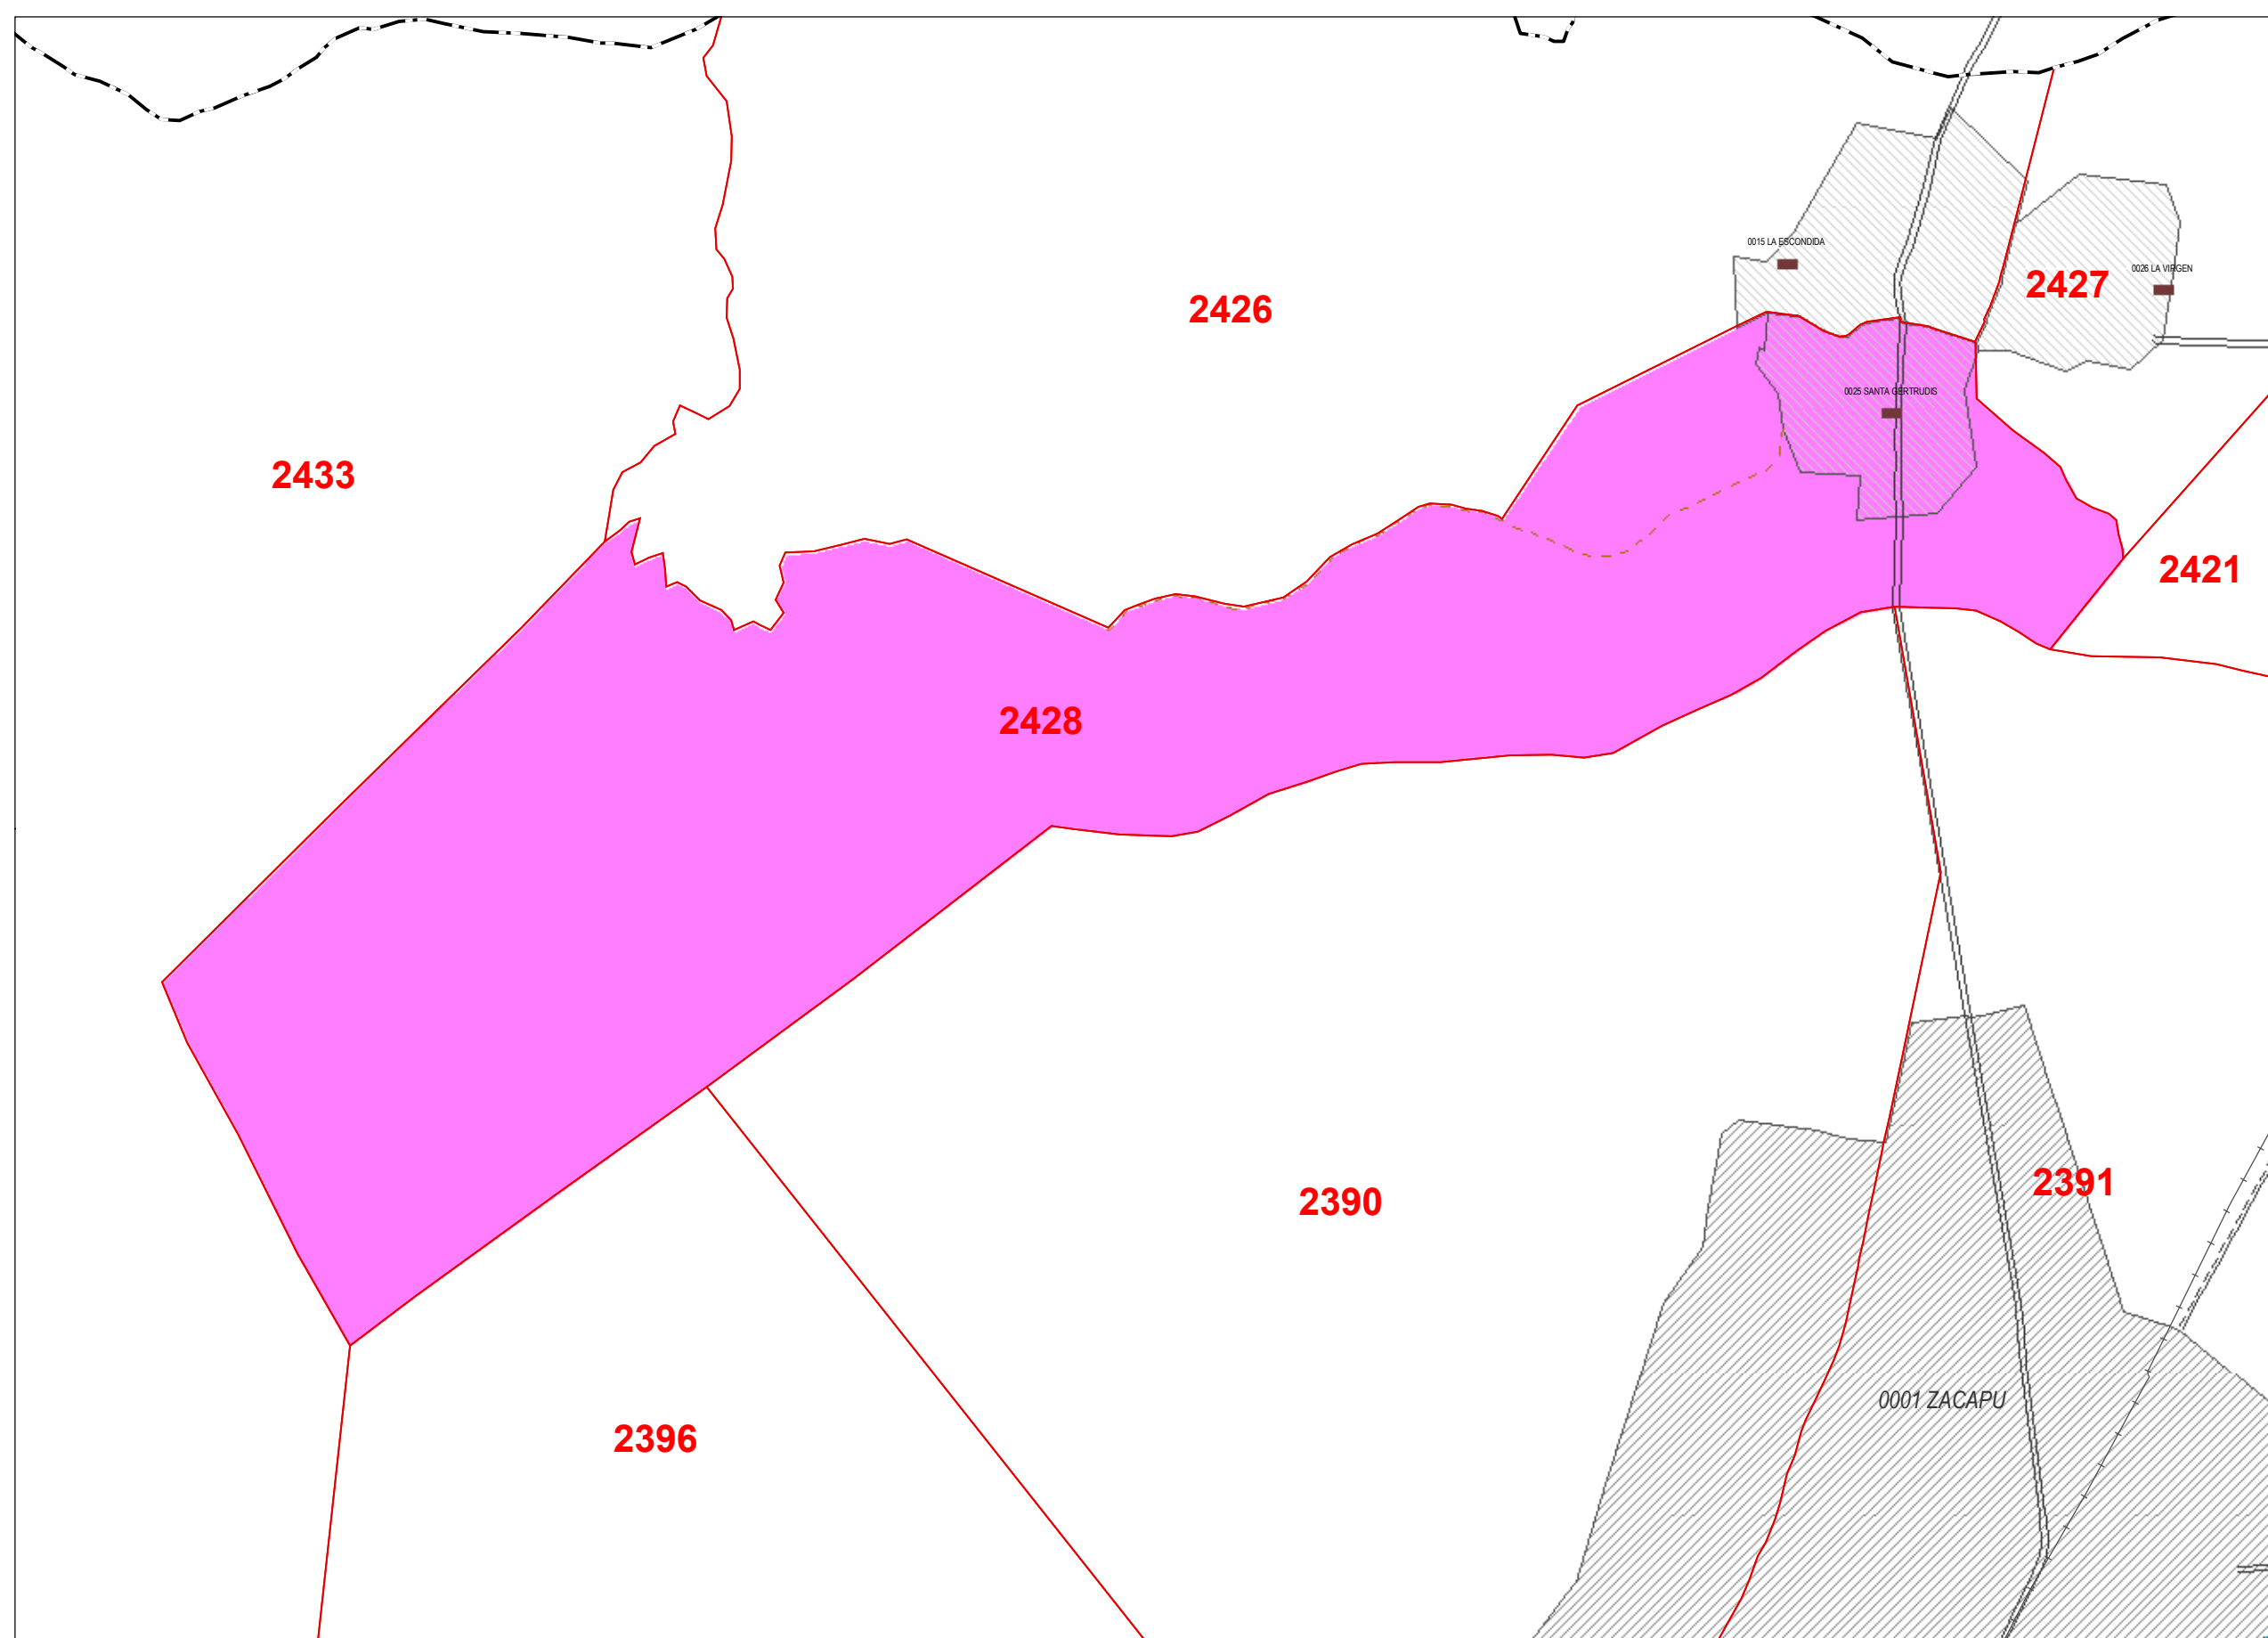 0015 LA ESCONDIDA
0026 LA VIRGEN
2427
2426
0025 SANTA GERTRUDIS
2433
2421
2428
2391
2390
0001 ZACAPU
2396